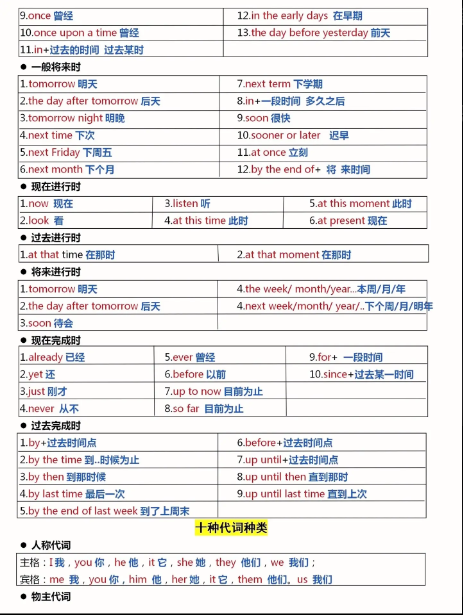 9.once 曾经 12.in the early days 在早期
10.once upon a time 曾经 13.the day before yesterday 前天
11.in+过去的时间 过去某时
● 一般将来时
1.tomorrow 明天 7.next term 下学期
2.the day after tomorrow 后天 8.in+一段时间 多久之后
3.tomorrow night 明晚 9.soon 很快
4.next time 下次 10.sooner or later 迟早
5.next Friday 下周五 11.at once 立刻
6.next month 下个月 12.by the end of+ 将 来时间
● 现在进行时
1.now 现在 3.listen 听 5.at this moment 此时
2.look 看 4.at this time 此时 6.at present 现在
● 过去进行时
1.at that time 在那时 2.at that moment 在那时
● 将来进行时
1.tomorrow 明天 4.the week/ month/year...本周/月/年
2.the day after tomorrow 后天 4.next week/month/ year/..下个周/月/明年
3.soon 待会
● 现在完成时
1.already 已经 5.ever 曾经 9.for+ 一段时间
2.yet 还 6.before 以前 10.since+过去某一时间
3.just 刚才 7.up to now 目前为止
4.never 从不 8.so far 目前为止
● 过去完成时
1.by+过去时间点 6.before+过去时间点
2.by the time 到..时候为止 7.up until+过去时间点
3.by then 到那时候 8.up until then 直到那时
4.by last time 最后一次 9.up until last time 直到上次
5.by the end of last week 到了上周末
十种代词种类
● 人称代词
主格：I 我，you 你，he 他，it 它，she 她，they 他们，we 我们；
宾格：me 我，you 你，him 他，her 她，it 它，them 他们。us 我们
● 物主代词